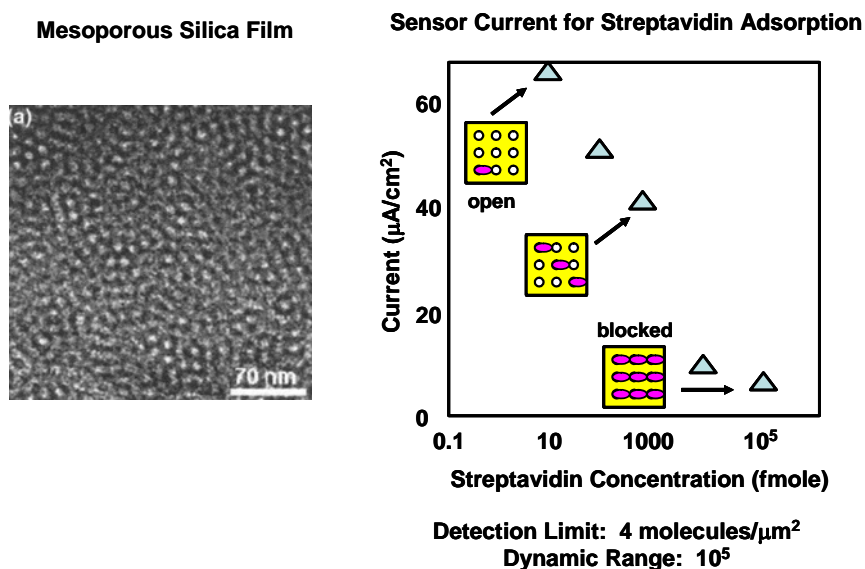 Mesoporous Silica Film
(a)
70 nm
Sensor Current for Streptavidin Adsorption
Current (μA/cm²)
60
40
20
0
open
blocked
0.1 10 1000 10⁵
Streptavidin Concentration (fmole)
Detection Limit: 4 molecules/μm²
Dynamic Range: 10⁵